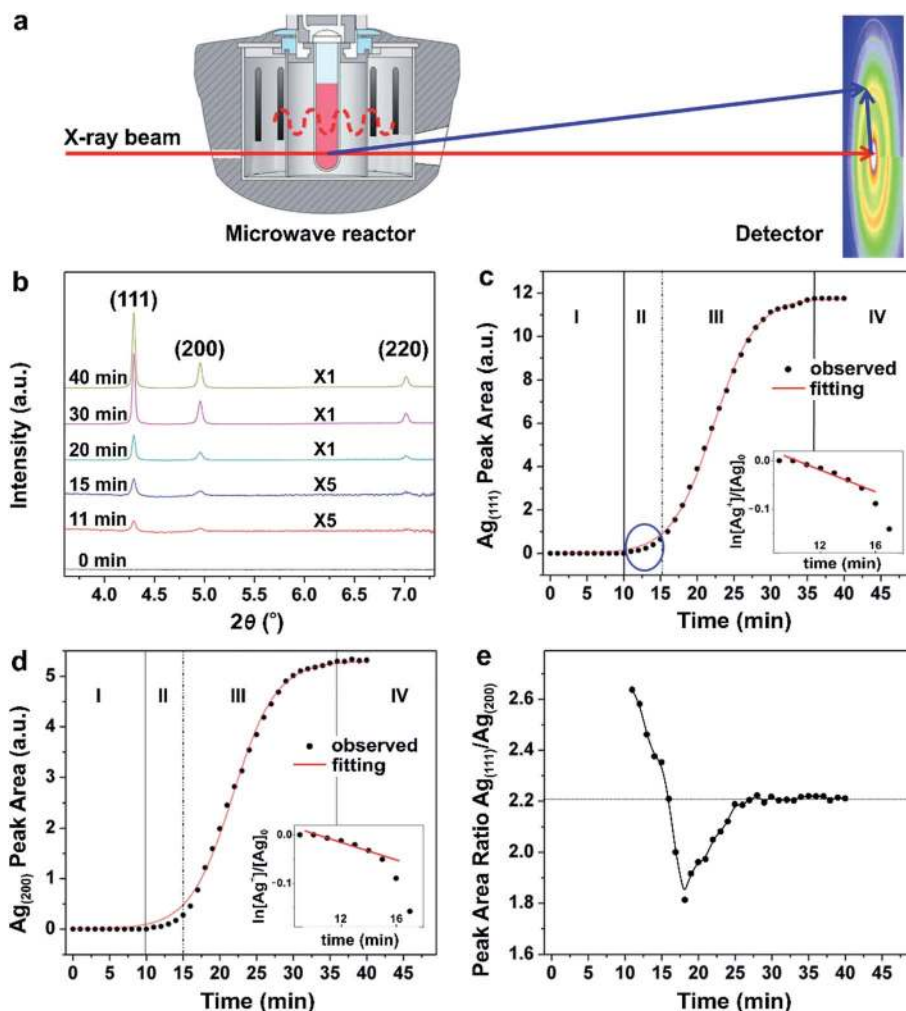 a
X-ray beam
Microwave reactor
Detector
b
(111)
(200)
(220)
40 min
X1
30 min
X1
20 min
X1
15 min
X5
11 min
X5
0 min
Intensity (a.u.)
4.0 4.5 5.0 5.5 6.0 6.5 7.0
2θ (°)
c
12
10
8
6
4
2
0
Ag(111) Peak Area (a.u.)
I II III IV
observed
fitting
0.0
-0.1
ln[Ag+]/[Ag]0
12 16
time (min)
0 5 10 15 20 25 30 35 40 45
Time (min)
d
5
4
3
2
1
0
Ag(200) Peak Area (a.u.)
I II III IV
observed
fitting
0.0
-0.1
ln[Ag+]/[Ag]0
12 16
time (min)
0 5 10 15 20 25 30 35 40 45
Time (min)
e
2.6
2.4
2.2
2.0
1.8
1.6
Peak Area Ratio Ag(111)/Ag(200)
0 5 10 15 20 25 30 35 40 45
Time (min)